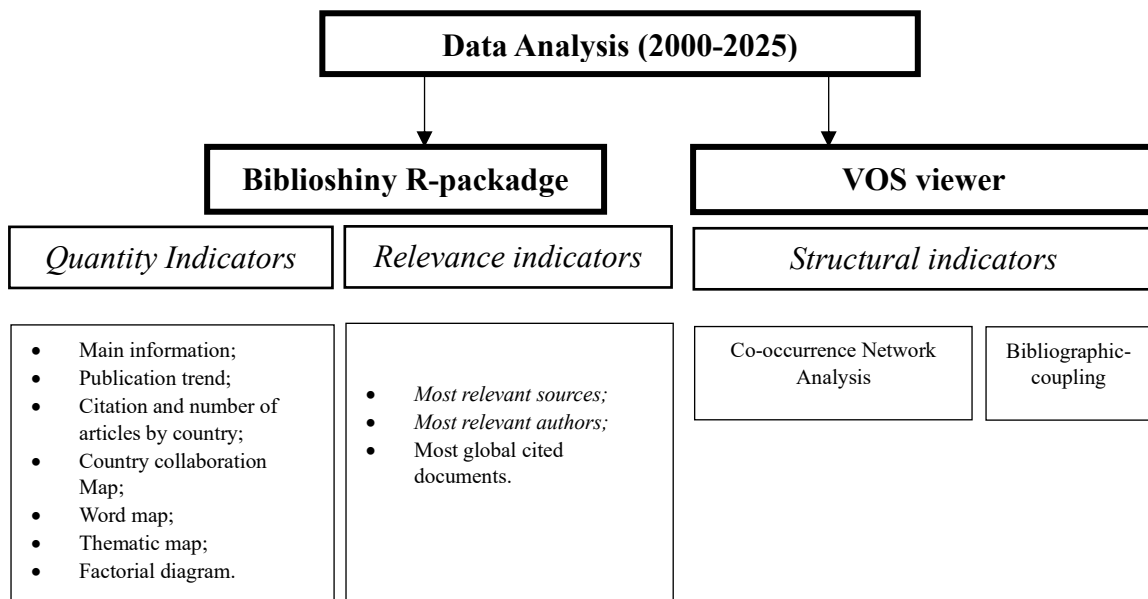 Data Analysis (2000-2025)
Biblioshiny R-packadge
VOS viewer
Quantity Indicators
Relevance indicators
Structural indicators
• Main information;
• Publication trend;
• Citation and number of
articles by country;
• Country collaboration
Map;
• Word map;
• Thematic map;
• Factorial diagram.
• Most relevant sources;
• Most relevant authors;
• Most global cited
documents.
Co-occurrence Network
Analysis
Bibliographic-
coupling